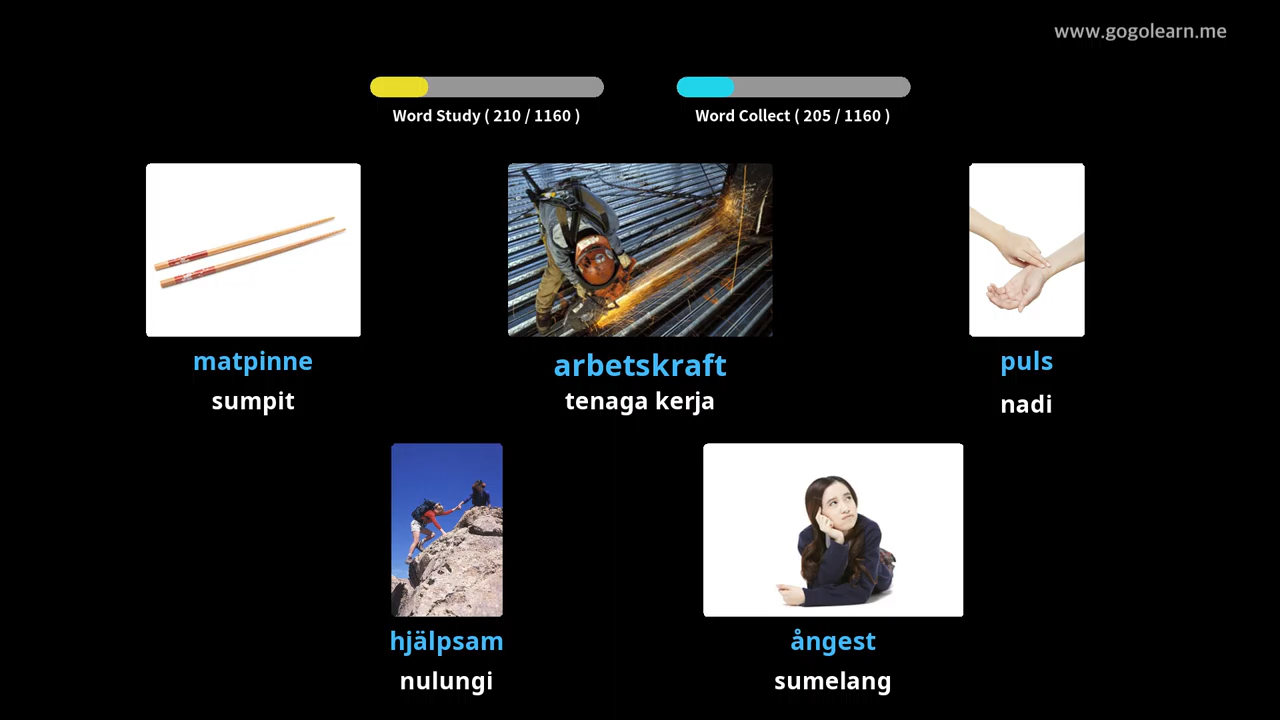 www.gogolearn.me
Word Study ( 210 / 1160 )
Word Collect ( 205 / 1160 )
matpinne
sumpit
arbetskraft
tenaga kerja
puls
nadi
hjälpsam
nulungi
ångest
sumelang